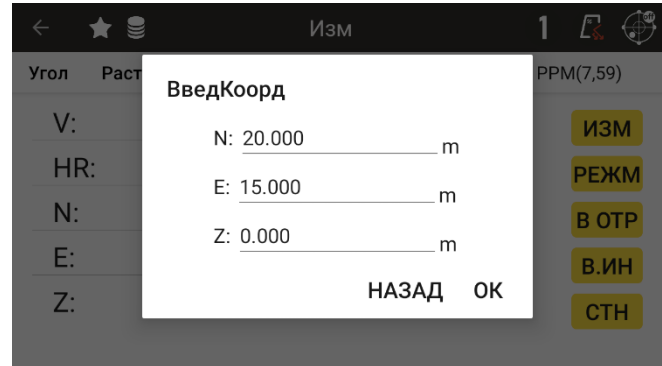 Изм
1
Угол Раст PPM(7,59)
ВведКоорд
V:
N: 20.000 m
ИЗМ
HR:
E: 15.000 m
РЕЖМ
N:
Z: 0.000 m
В ОТР
E:
НАЗАД ОК
В.ИН
Z:
СТН